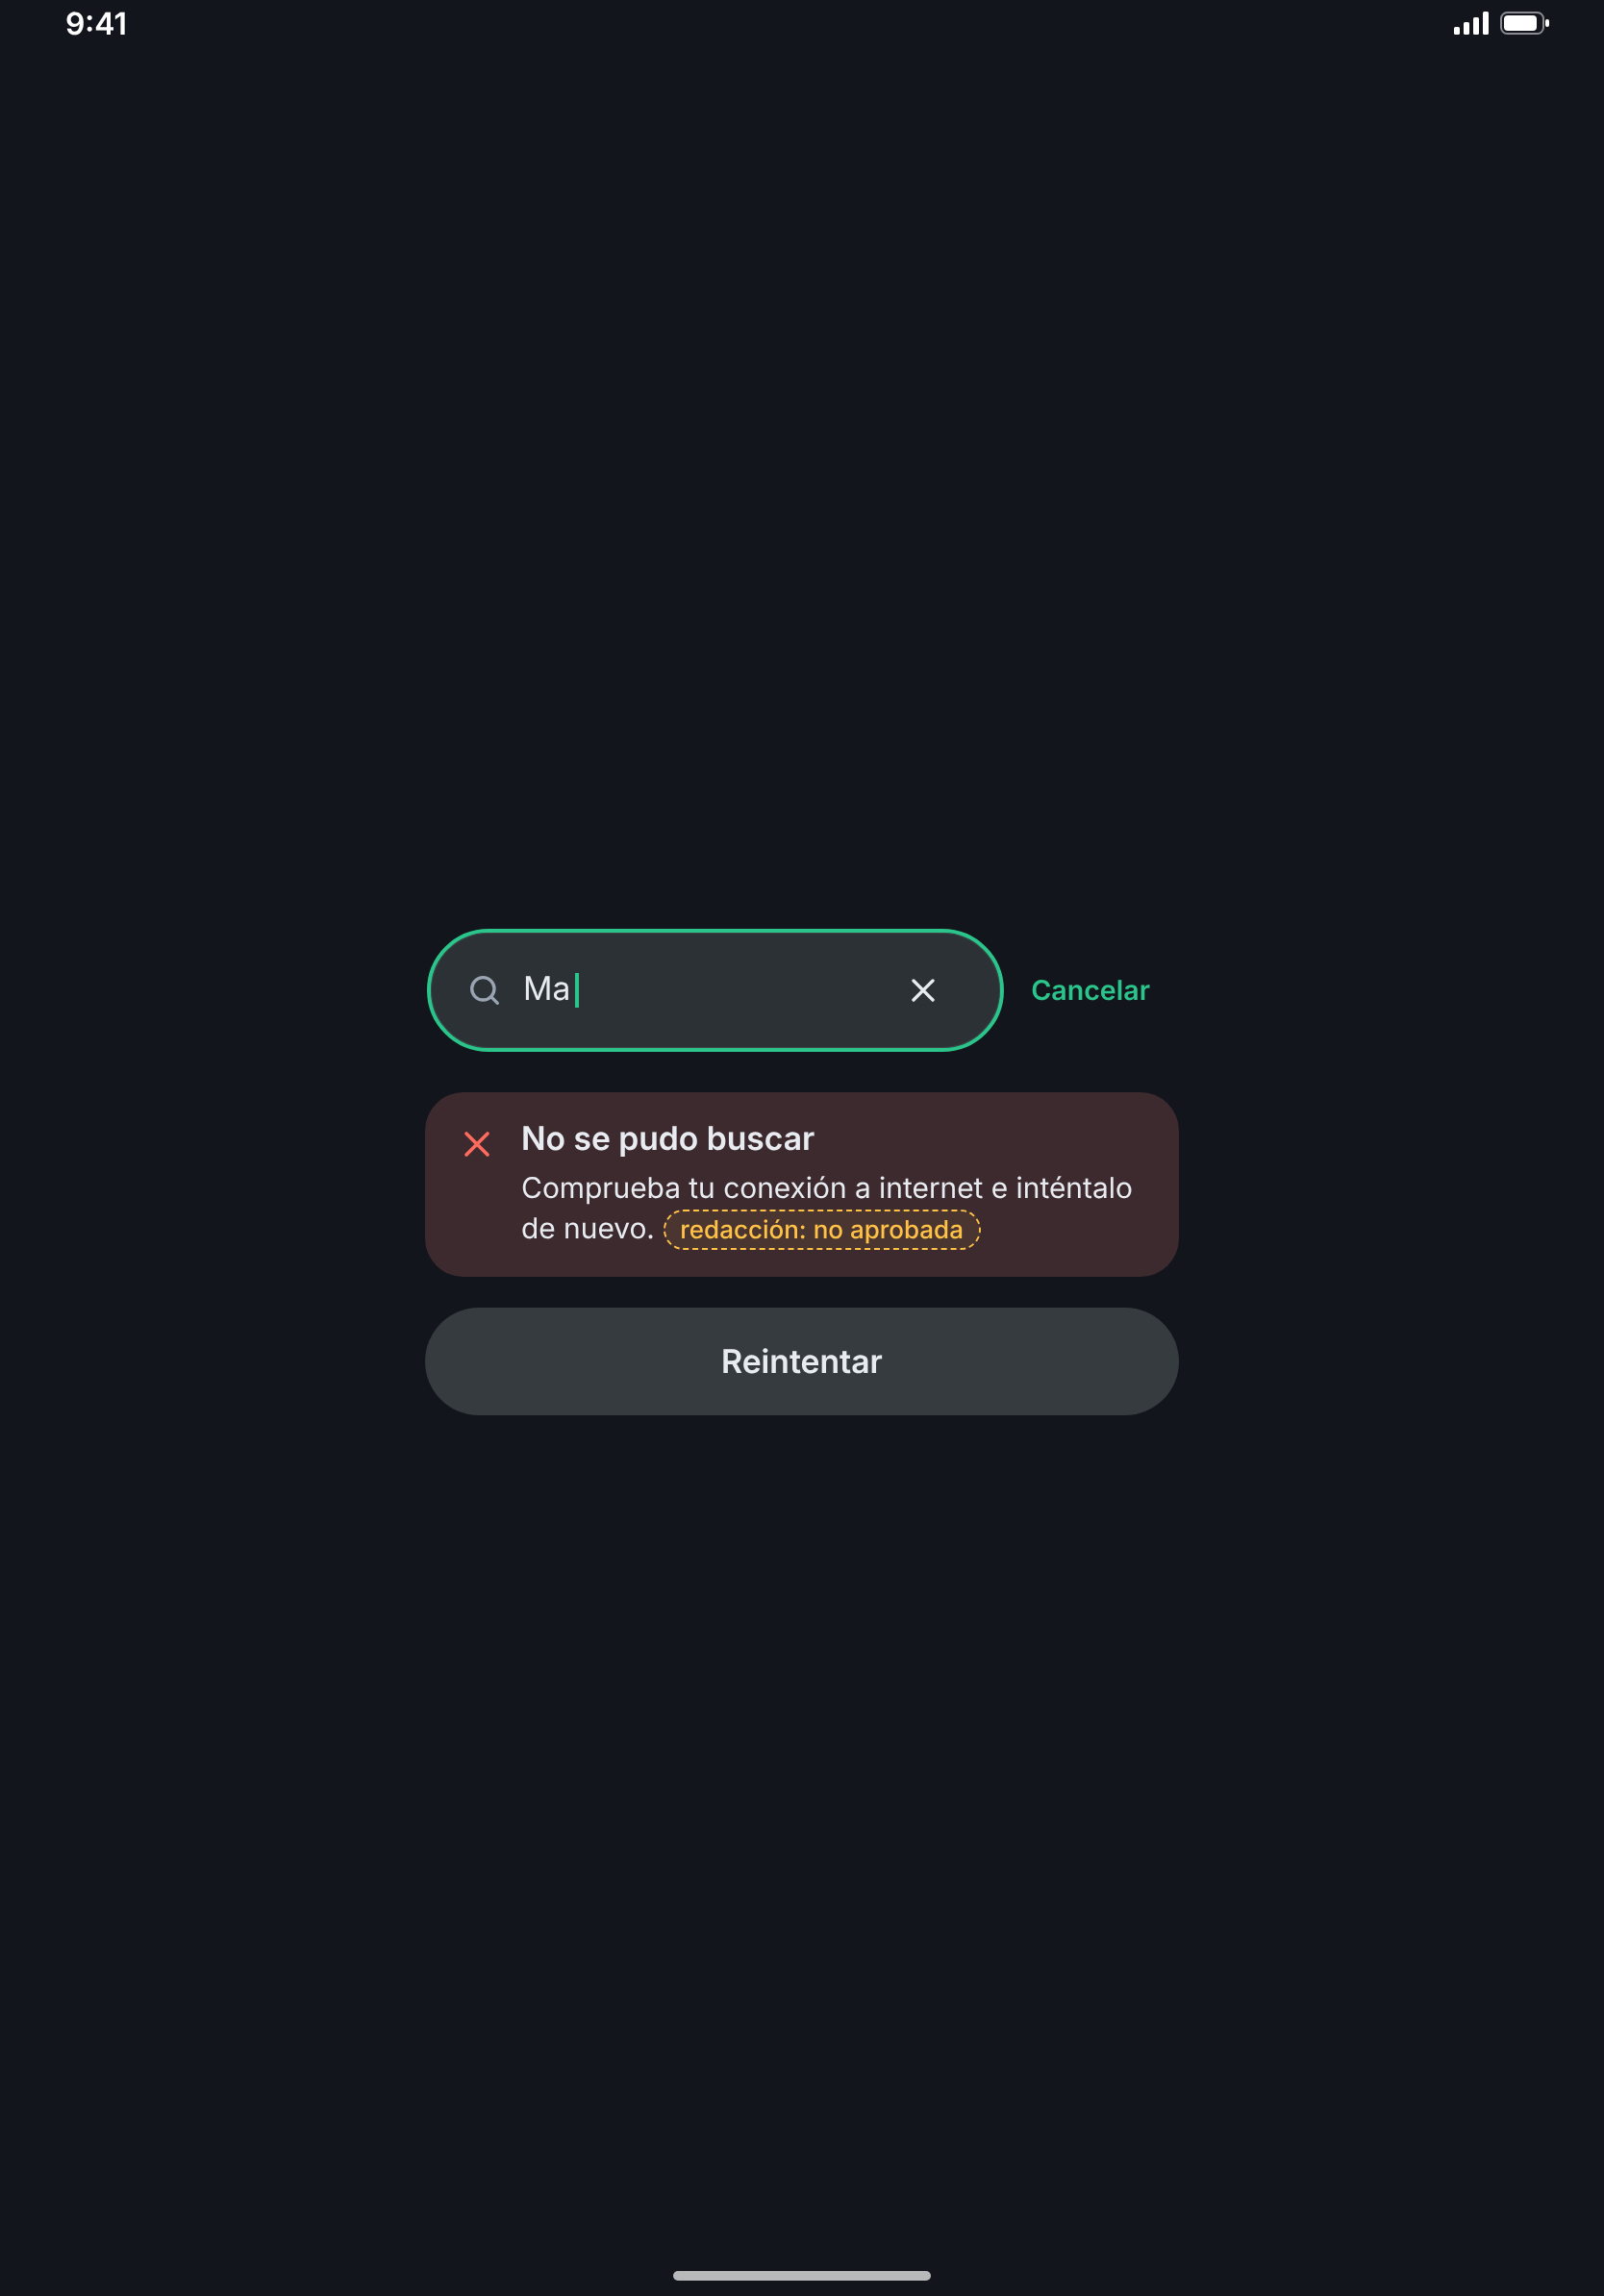 9:41
Ma
Cancelar
No se pudo buscar
Comprueba tu conexión a internet e inténtalo
de nuevo. redacción: no aprobada
Reintentar